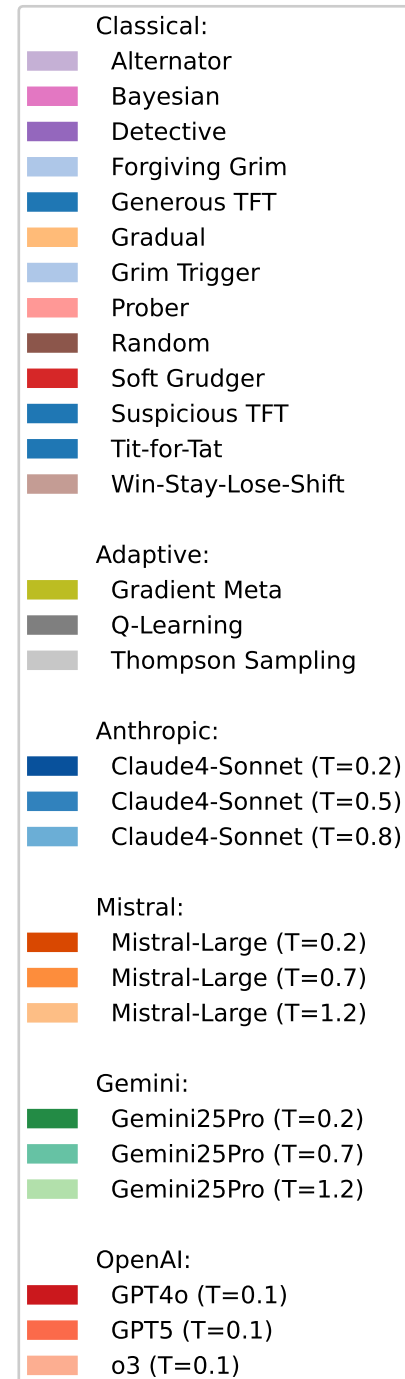 Classical:
Alternator
Bayesian
Detective
Forgiving Grim
Generous TFT
Gradual
Grim Trigger
Prober
Random
Soft Grudger
Suspicious TFT
Tit-for-Tat
Win-Stay-Lose-Shift
Adaptive:
Gradient Meta
Q-Learning
Thompson Sampling
Anthropic:
Claude4-Sonnet (T=0.2)
Claude4-Sonnet (T=0.5)
Claude4-Sonnet (T=0.8)
Mistral:
Mistral-Large (T=0.2)
Mistral-Large (T=0.7)
Mistral-Large (T=1.2)
Gemini:
Gemini25Pro (T=0.2)
Gemini25Pro (T=0.7)
Gemini25Pro (T=1.2)
OpenAI:
GPT4o (T=0.1)
GPT5 (T=0.1)
o3 (T=0.1)